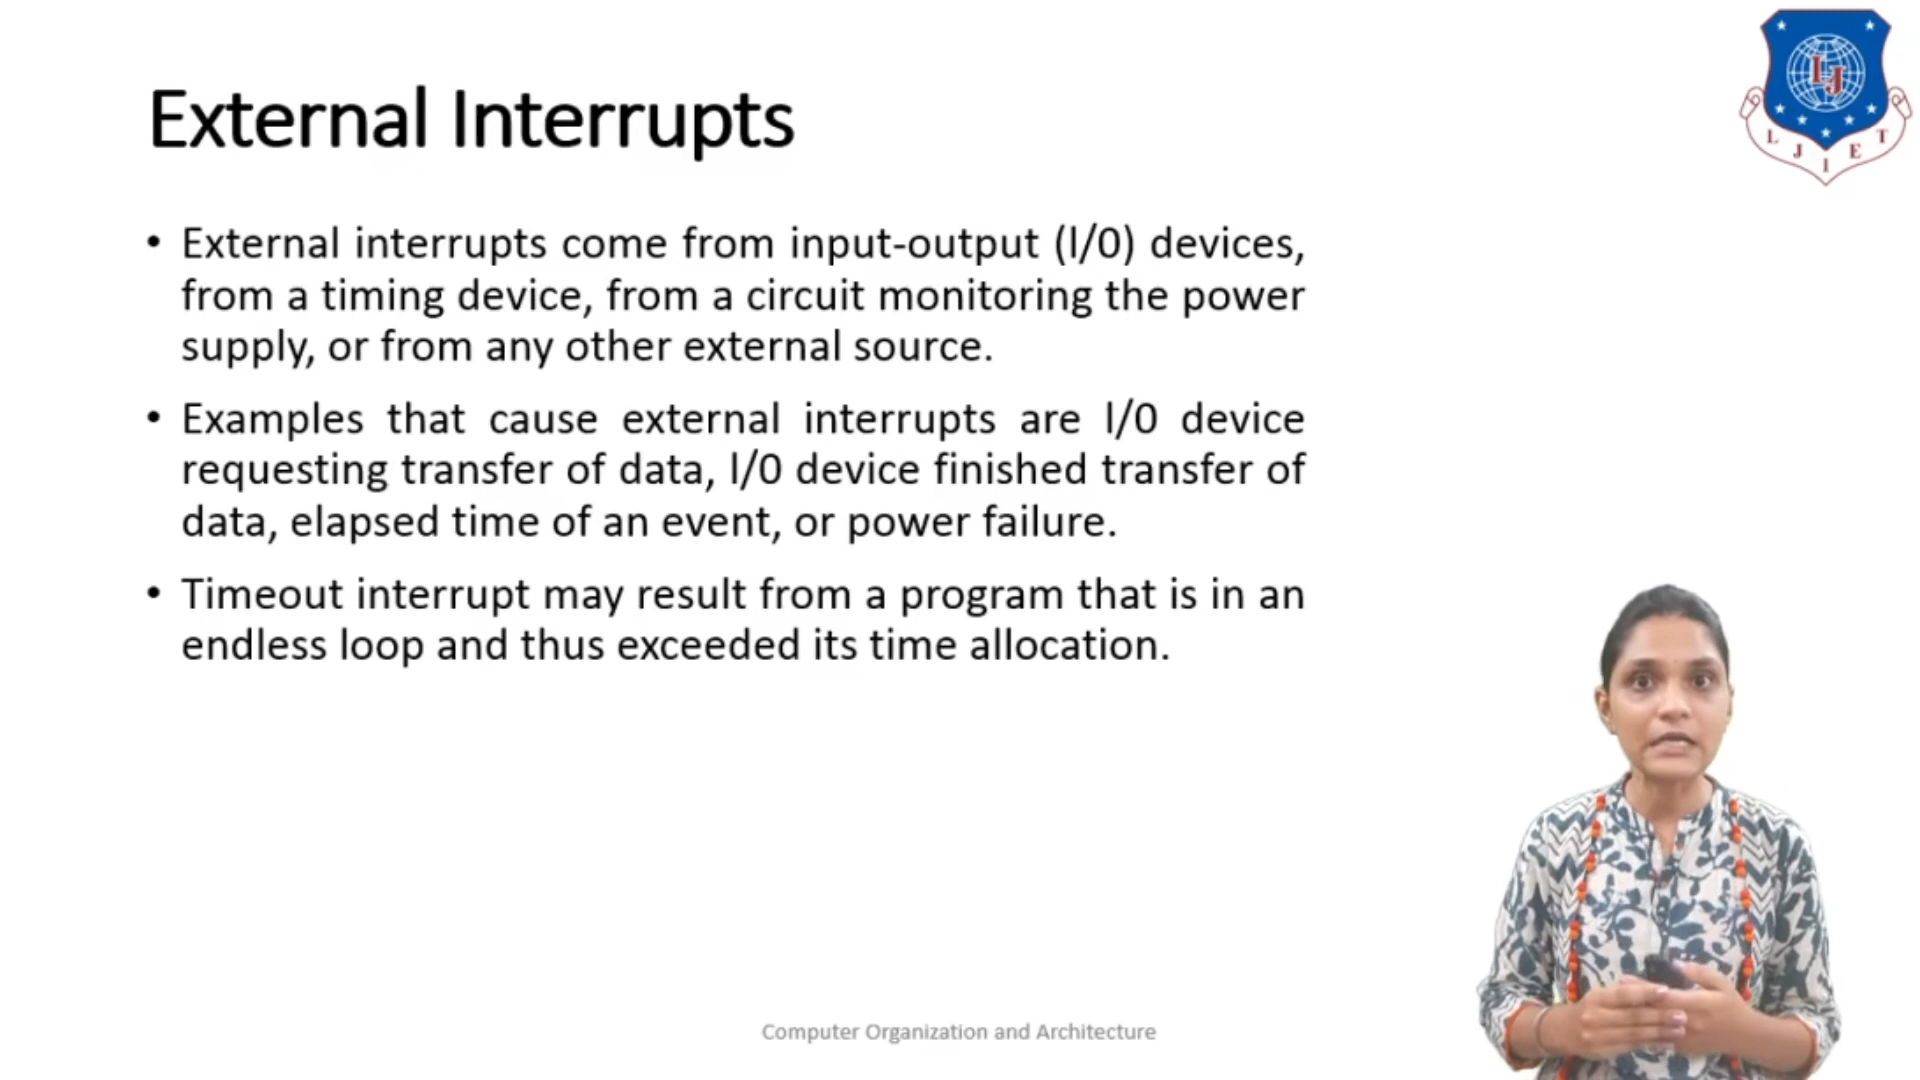 External Interrupts
• External interrupts come from input-output (I/0) devices,
from a timing device, from a circuit monitoring the power
supply, or from any other external source.
• Examples that cause external interrupts are I/0 device
requesting transfer of data, I/0 device finished transfer of
data, elapsed time of an event, or power failure.
• Timeout interrupt may result from a program that is in an
endless loop and thus exceeded its time allocation.
Computer Organization and Architecture
LJ
L J I E T